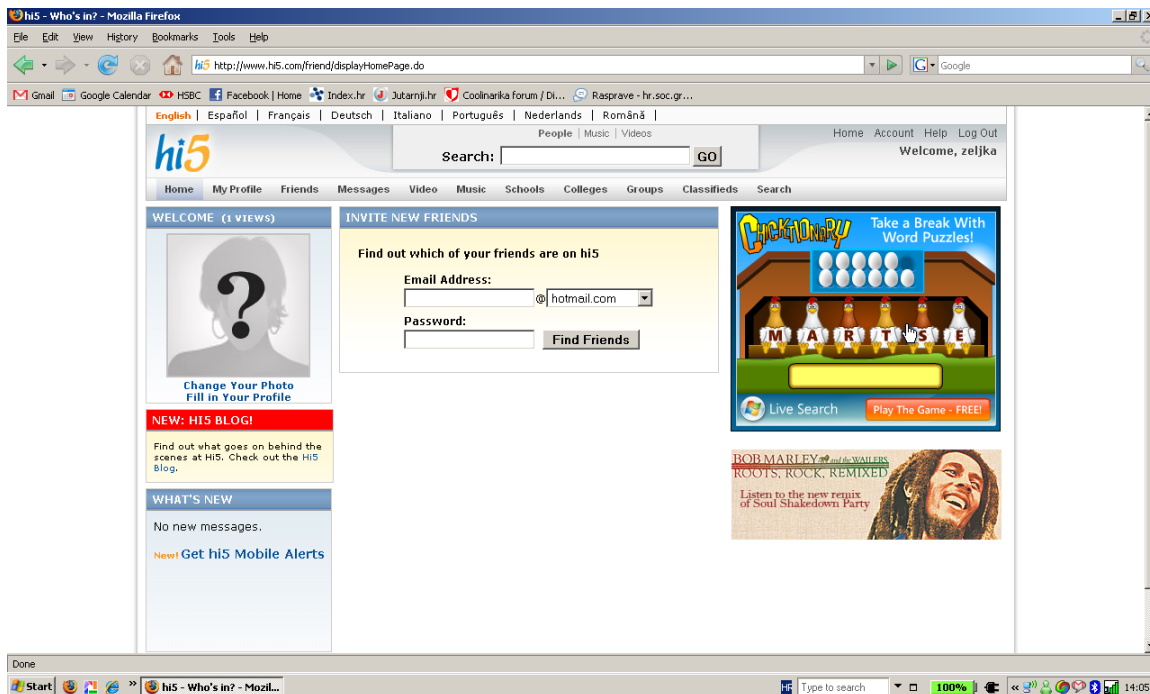 hi5 - Who's in? - Mozilla Firefox
File Edit View History Bookmarks Tools Help
hi5 http://www.hi5.com/friend/displayHomePage.do G Google
Gmail Google Calendar HSBC Facebook | Home Index.hr Jutarnji.hr Coolinarika forum / Di... Rasprave - hr.soc.gr...
English | Español | Français | Deutsch | Italiano | Português | Nederlands | Română |
hi5
People | Music | Videos
Search: GO
Home Account Help Log Out
Welcome, zeljka
Home My Profile Friends Messages Video Music Schools Colleges Groups Classifieds Search
WELCOME (1 VIEWS)
?
Change Your Photo
Fill in Your Profile
NEW: HI5 BLOG!
Find out what goes on behind the
scenes at Hi5. Check out the Hi5
Blog.
WHAT'S NEW
No new messages.
New! Get hi5 Mobile Alerts
INVITE NEW FRIENDS
Find out which of your friends are on hi5
Email Address:
@ hotmail.com
Password:
Find Friends
CHICKTIONARY
Take a Break With
Word Puzzles!
M A R T S E
Live Search Play The Game - FREE!
BOB MARLEY and the WAILERS
ROOTS, ROCK, REMIXED
Listen to the new remix
of Soul Shakedown Party
Done
Start » hi5 - Who's in? - Mozil... HR Type to search 100% « 14:05